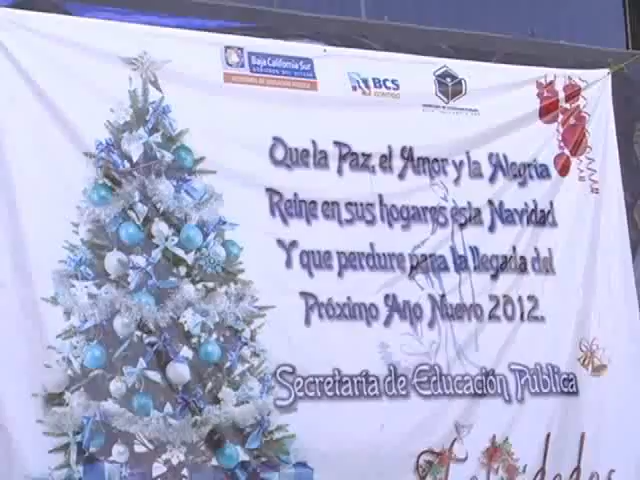 Baja California Sur
BCS
Que la Paz, el Amor y la Alegria
Reine en sus hogares esta Navidad
Y que perdure para la llegada del
Próximo Año Nuevo 2012.
Secretaría de Educación Pública